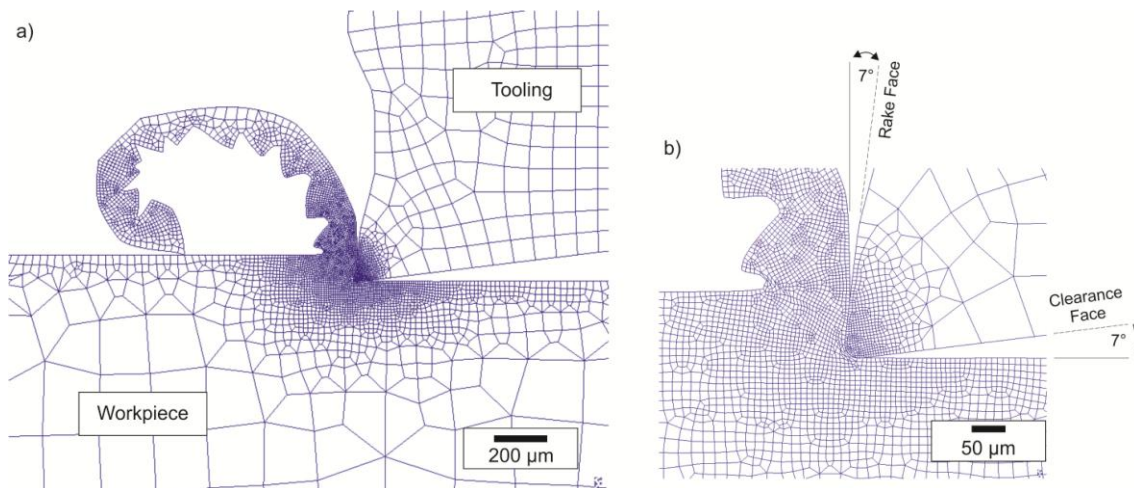 a)
Tooling
Workpiece
200 µm
b)
7°
Rake Face
Clearance
Face
7°
50 µm